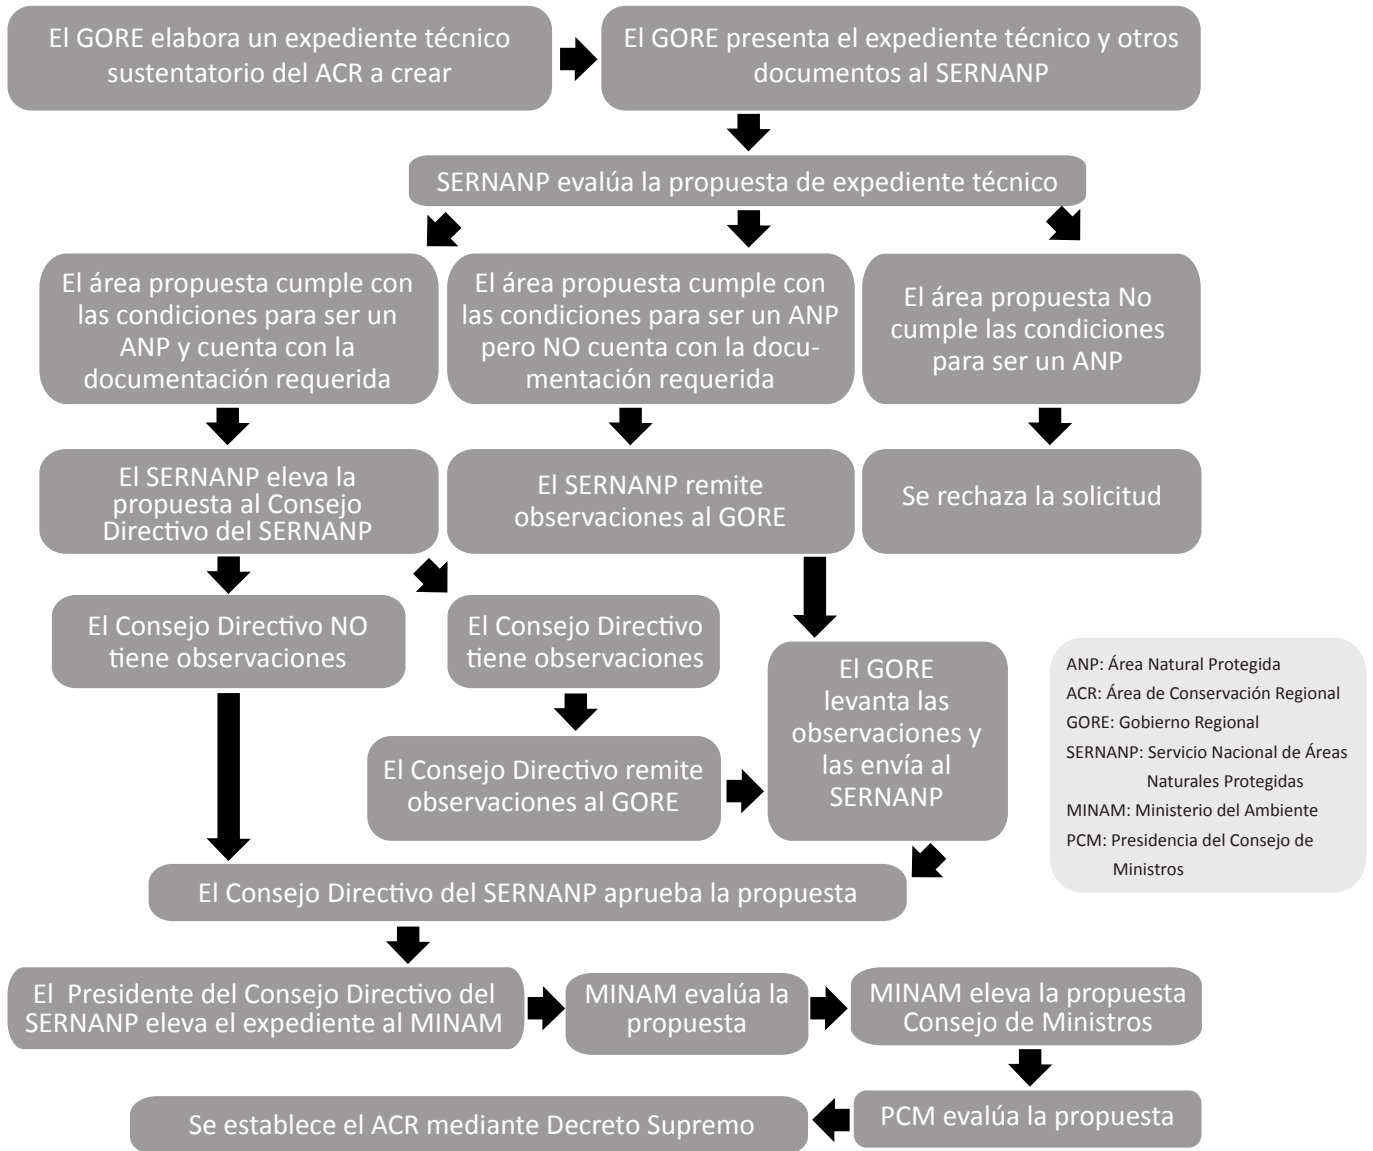 El GORE elabora un expediente técnico
sustentatorio del ACR a crear
El GORE presenta el expediente técnico y otros
documentos al SERNANP
SERNANP evalúa la propuesta de expediente técnico
El área propuesta cumple con
las condiciones para ser un
ANP y cuenta con la
documentación requerida
El área propuesta cumple con
las condiciones para ser un ANP
pero NO cuenta con la docu-
mentación requerida
El área propuesta No
cumple las condiciones
para ser un ANP
El SERNANP eleva la
propuesta al Consejo
Directivo del SERNANP
El SERNANP remite
observaciones al GORE
Se rechaza la solicitud
El Consejo Directivo NO
tiene observaciones
El Consejo Directivo
tiene observaciones
El GORE
levanta las
observaciones y
las envía al
SERNANP
El Consejo Directivo remite
observaciones al GORE
ANP: Área Natural Protegida
ACR: Área de Conservación Regional
GORE: Gobierno Regional
SERNANP: Servicio Nacional de Áreas
Naturales Protegidas
MINAM: Ministerio del Ambiente
PCM: Presidencia del Consejo de
Ministros
El Consejo Directivo del SERNANP aprueba la propuesta
El Presidente del Consejo Directivo del
SERNANP eleva el expediente al MINAM
MINAM evalúa la
propuesta
MINAM eleva la propuesta
Consejo de Ministros
PCM evalúa la propuesta
Se establece el ACR mediante Decreto Supremo